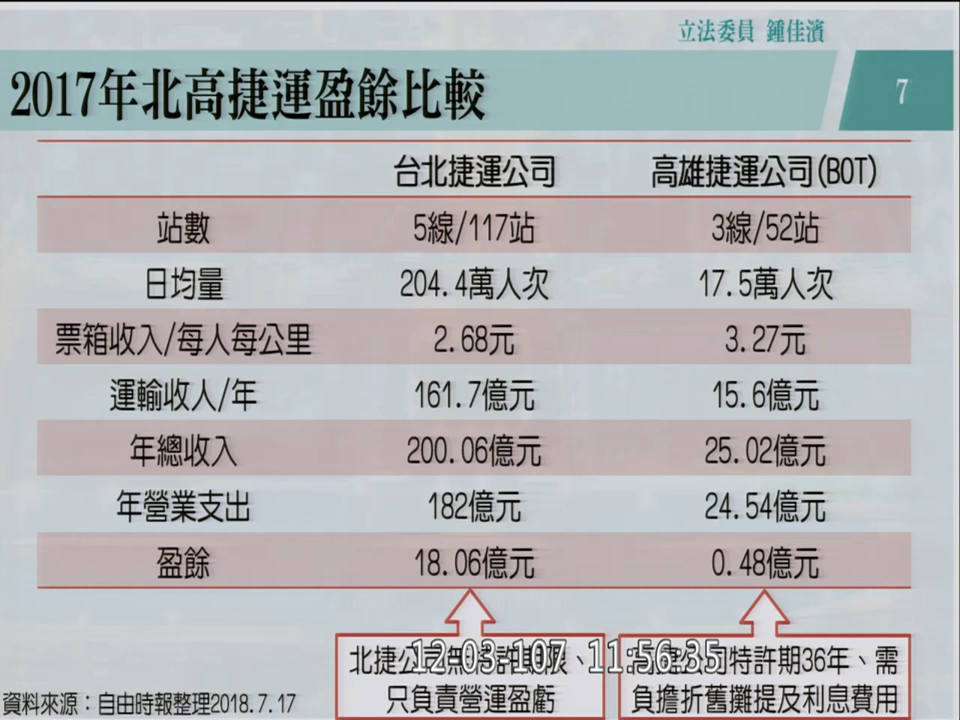 立法委員 鍾佳濱
2017年北高捷運盈餘比較
7
台北捷運公司 高雄捷運公司(BOT)
站數 5線/117站 3線/52站
日均量 204.4萬人次 17.5萬人次
票箱收入/每人每公里 2.68元 3.27元
運輸收人/年 161.7億元 15.6億元
年總收入 200.06億元 25.02億元
年營業支出 182億元 24.54億元
盈餘 18.06億元 0.48億元
12.03.107 11.56.35
北捷公司無特許期限、
只負責營運盈虧
特許期36年、需
負擔折舊攤提及利息費用
資料來源：自由時報整理2018.7.17